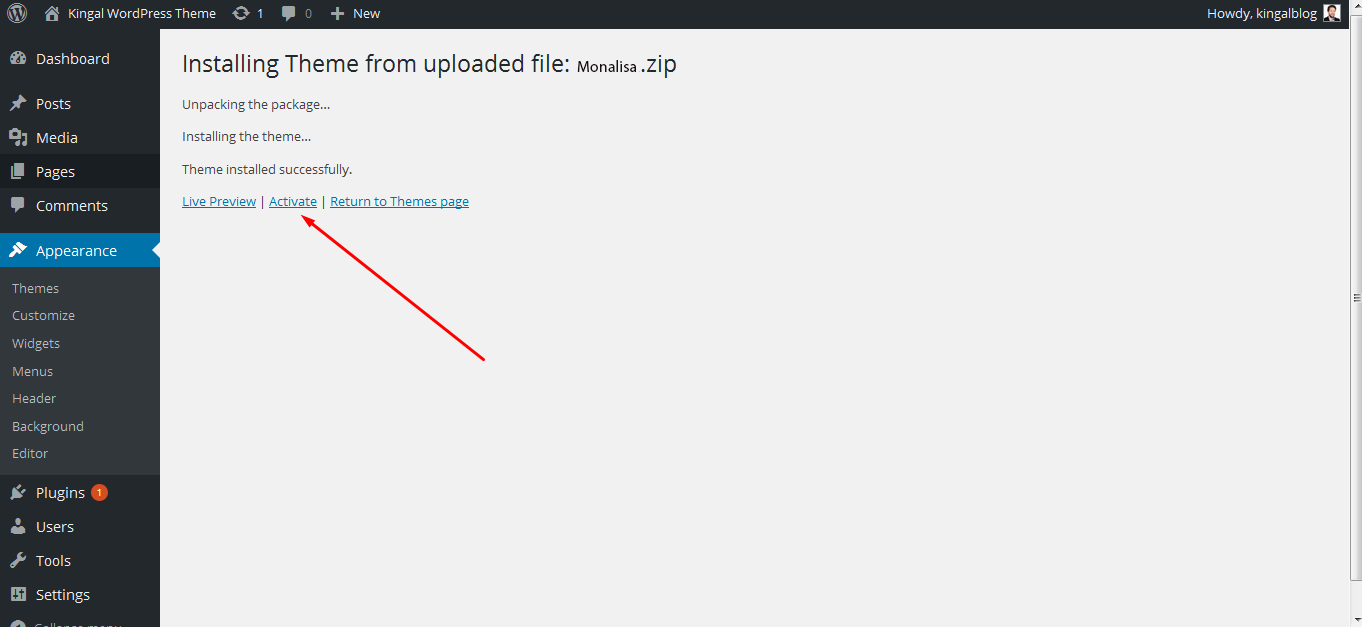 Kingal WordPress Theme 1 0 New Howdy, kingalblog
Dashboard
Posts
Media
Pages
Comments
Appearance
Themes
Customize
Widgets
Menus
Header
Background
Editor
Plugins 1
Users
Tools
Settings
Collapse menu
Installing Theme from uploaded file: Monalisa .zip
Unpacking the package...
Installing the theme...
Theme installed successfully.
Live Preview | Activate | Return to Themes page